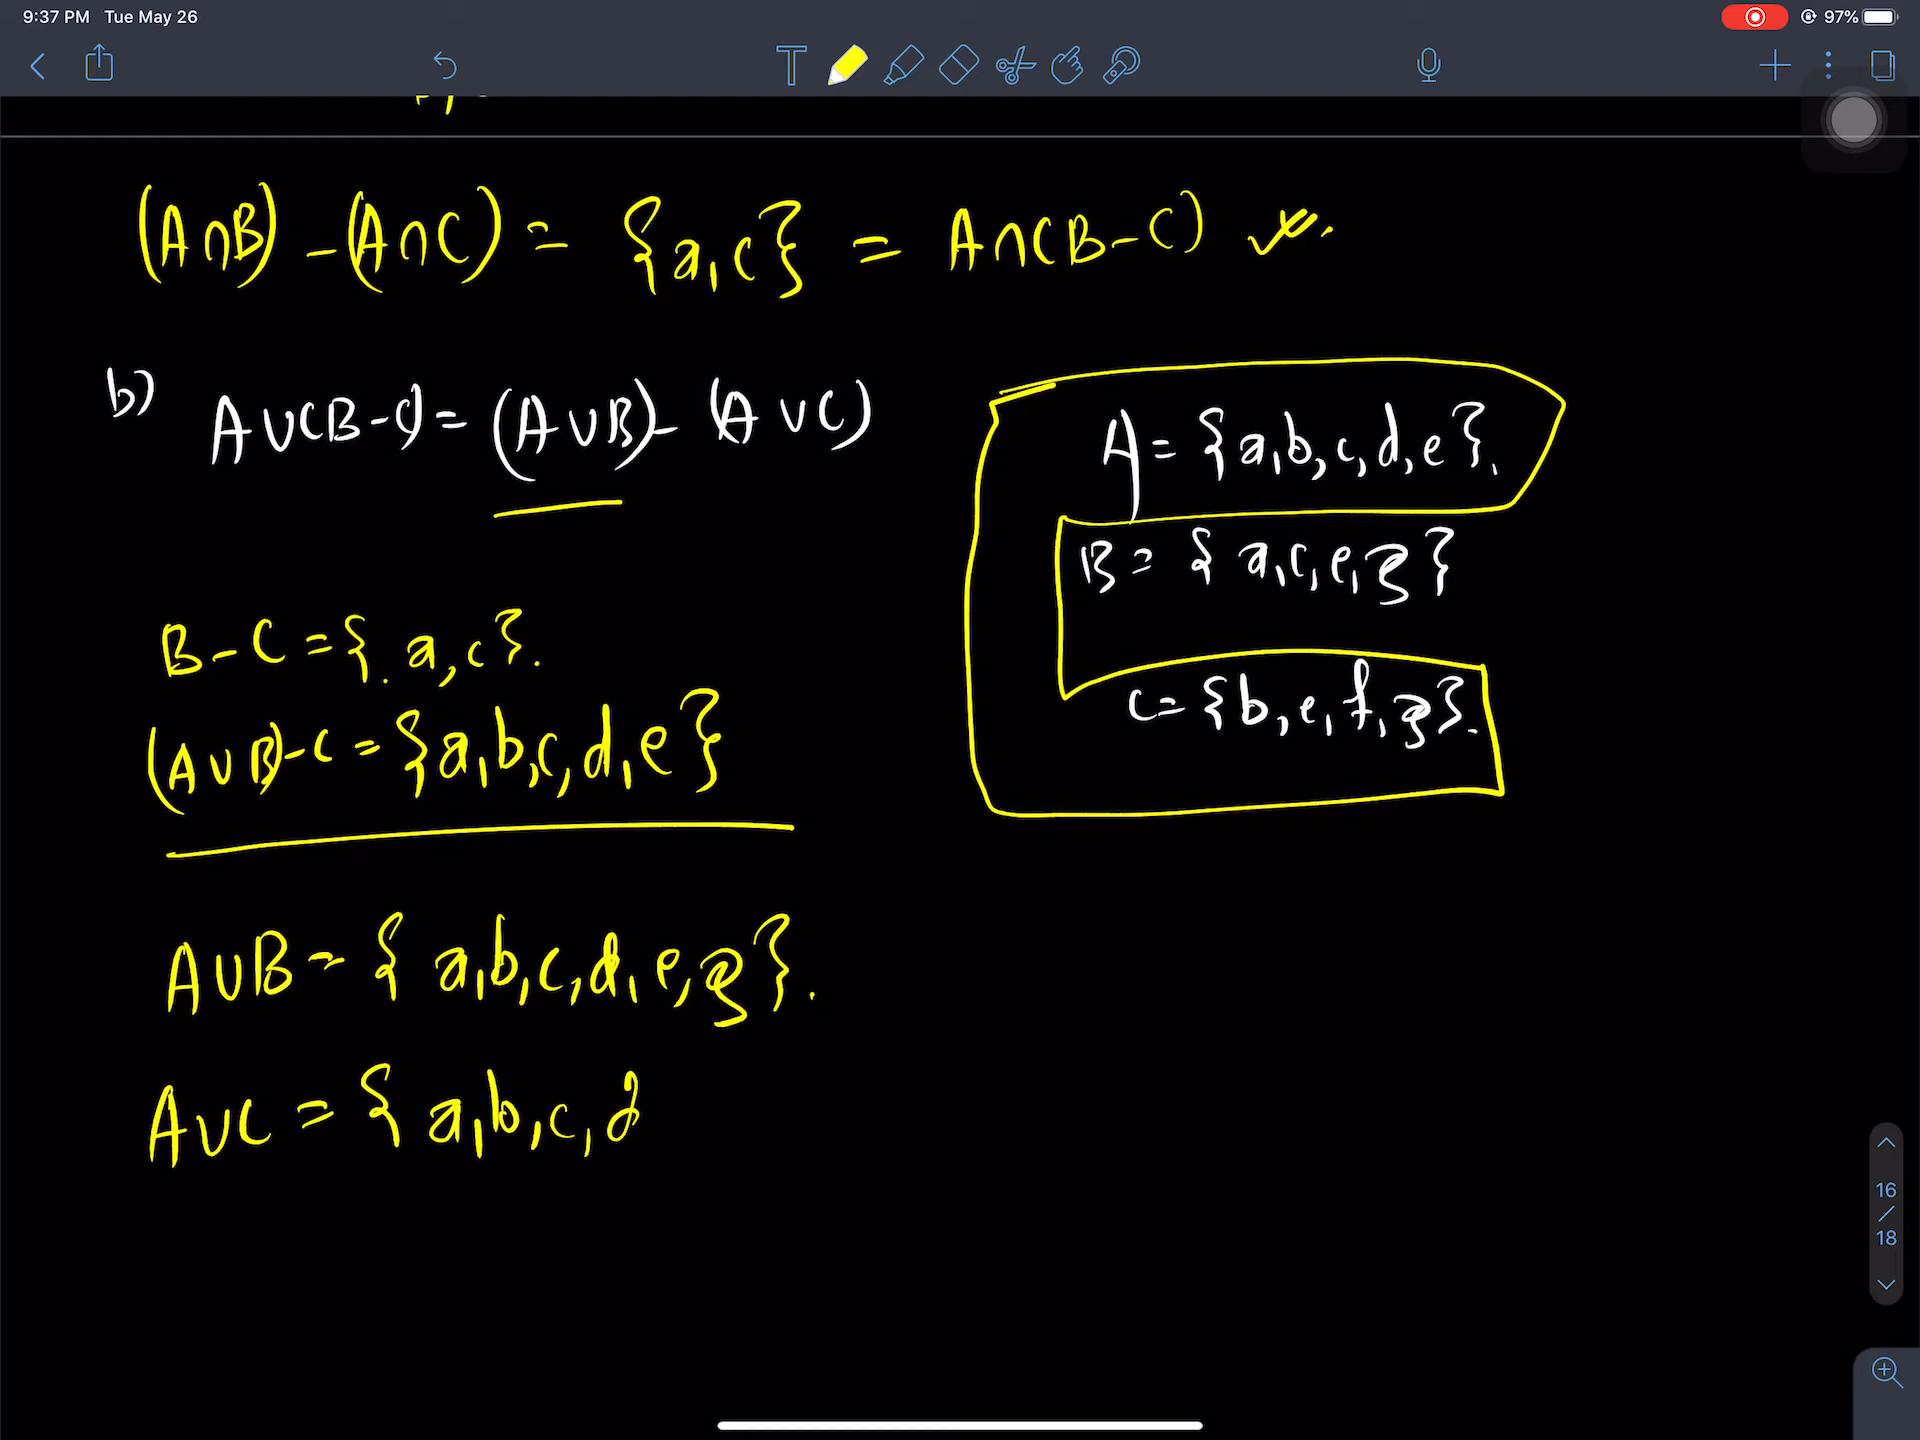 9:37 PM Tue May 26
97%
(A∩B) - (A∩C) = {a,c} = A∩(B-C)
b) A∪(B-C) = (A∪B) - (A∪C)
A = {a,b,c,d,e}.
B = {a,c,e,g}
C = {b,e,f,g}.
B-C = {a,c}.
(A∪B)-C = {a,b,c,d,e}
A∪B = {a,b,c,d,e,g}.
A∪C = {a,b,c,d
16
/
18